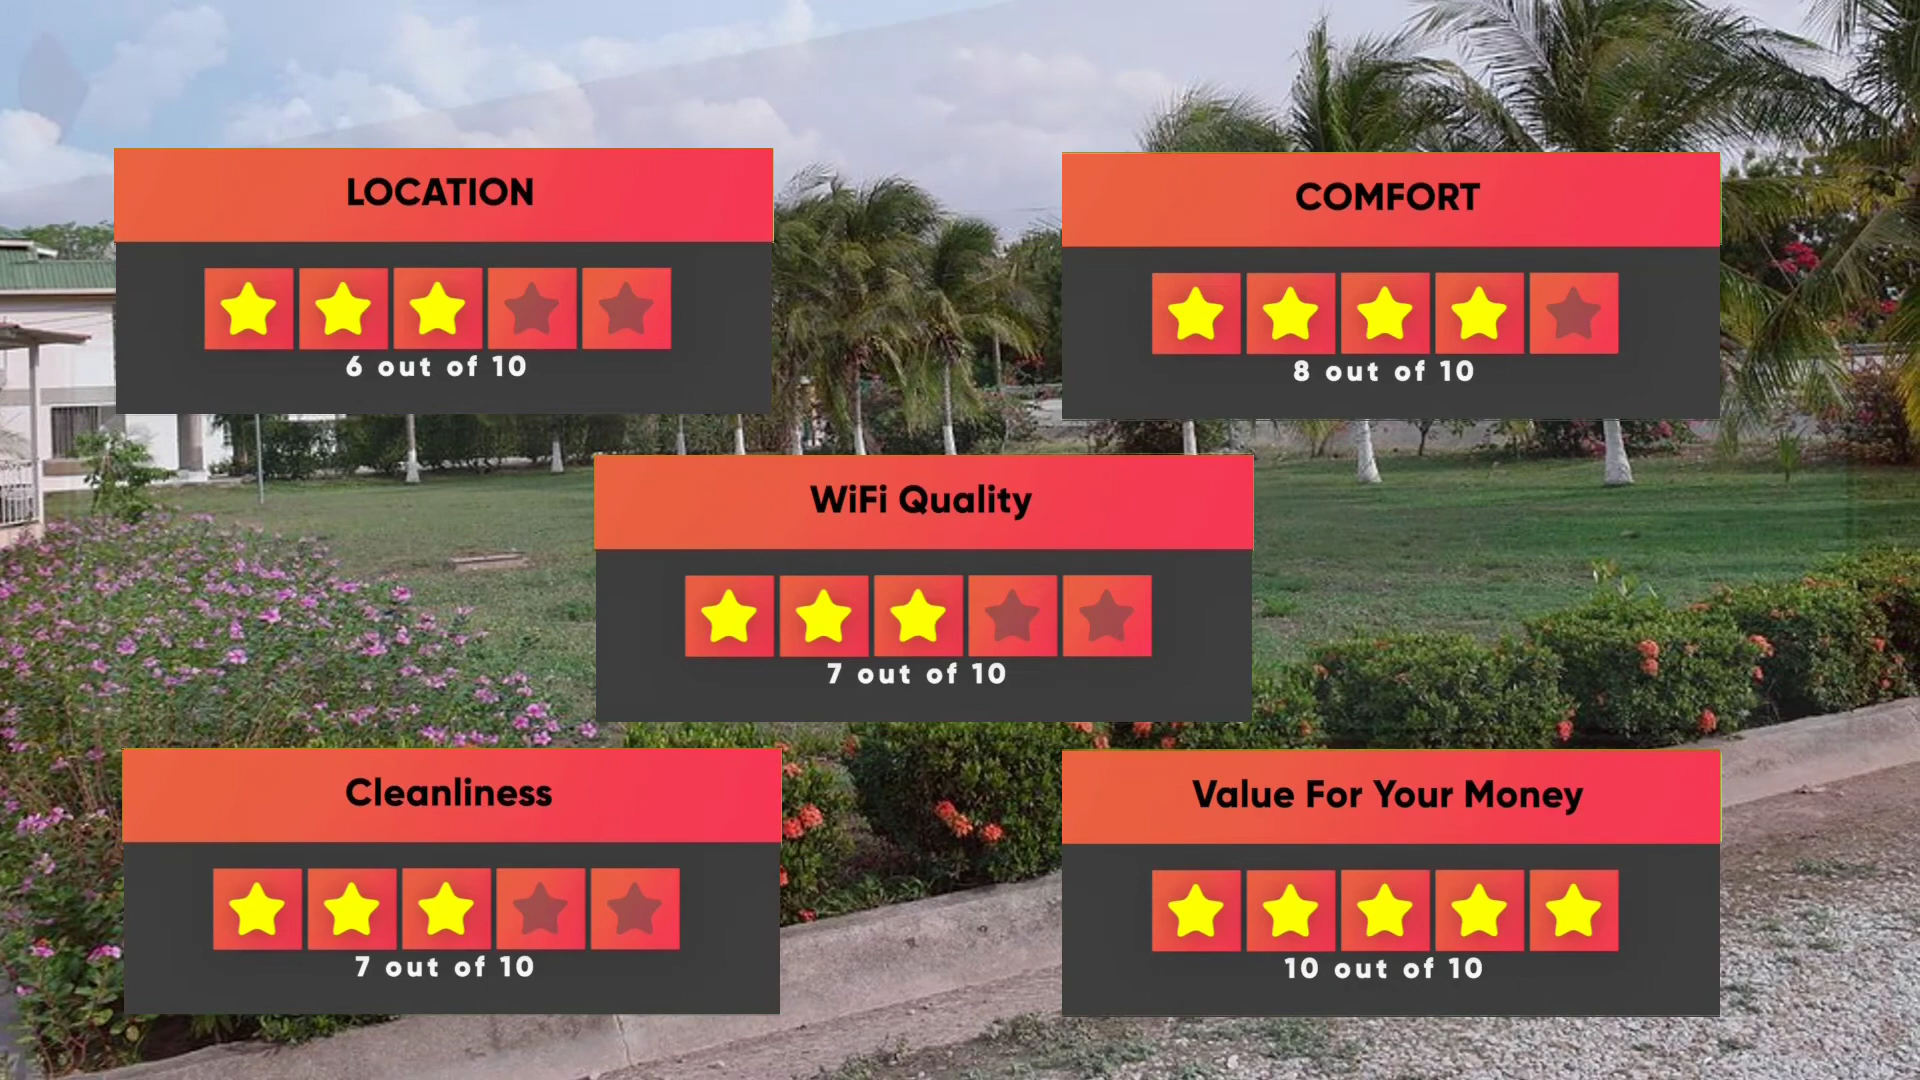 LOCATION
6 out of 10
COMFORT
8 out of 10
WiFi Quality
7 out of 10
Cleanliness
7 out of 10
Value For Your Money
10 out of 10